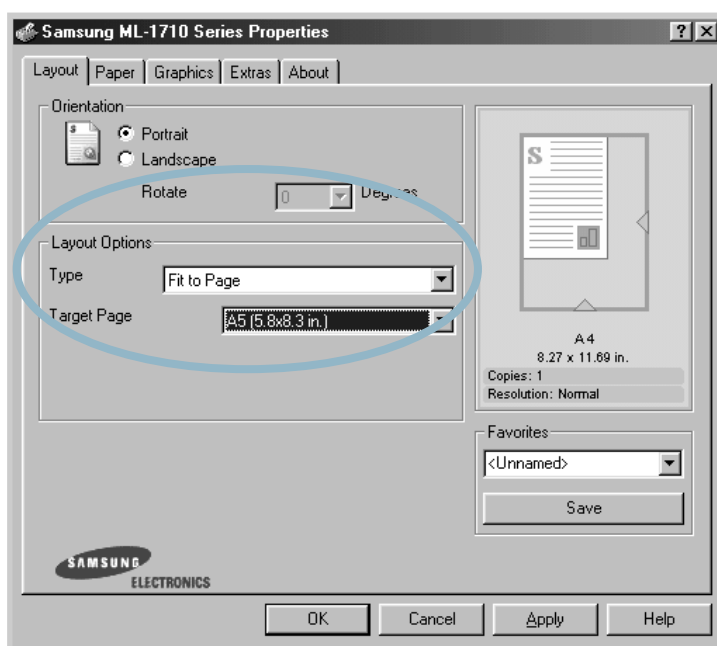 Samsung ML-1710 Series Properties
Layout Paper Graphics Extras About
Orientation
Portrait
Landscape
Rotate 0 Degrees
Layout Options
Type Fit to Page
Target Page A5 (5.8x8.3 in.)
S
S
A4
8.27 x 11.69 in.
Copies: 1
Resolution: Normal
Favorites
<Unnamed>
Save
SAMSUNG
ELECTRONICS
OK Cancel Apply Help